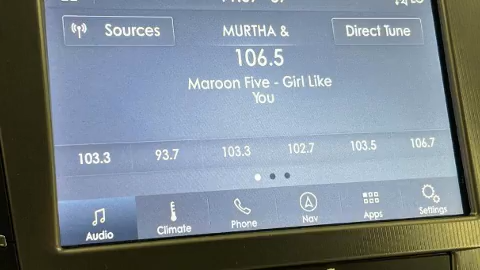 Sources
MURTHA &
Direct Tune
106.5
Maroon Five - Girl Like
You
103.3 93.7 103.3 102.7 103.5 106.7
Audio Climate Phone Nav Apps Settings